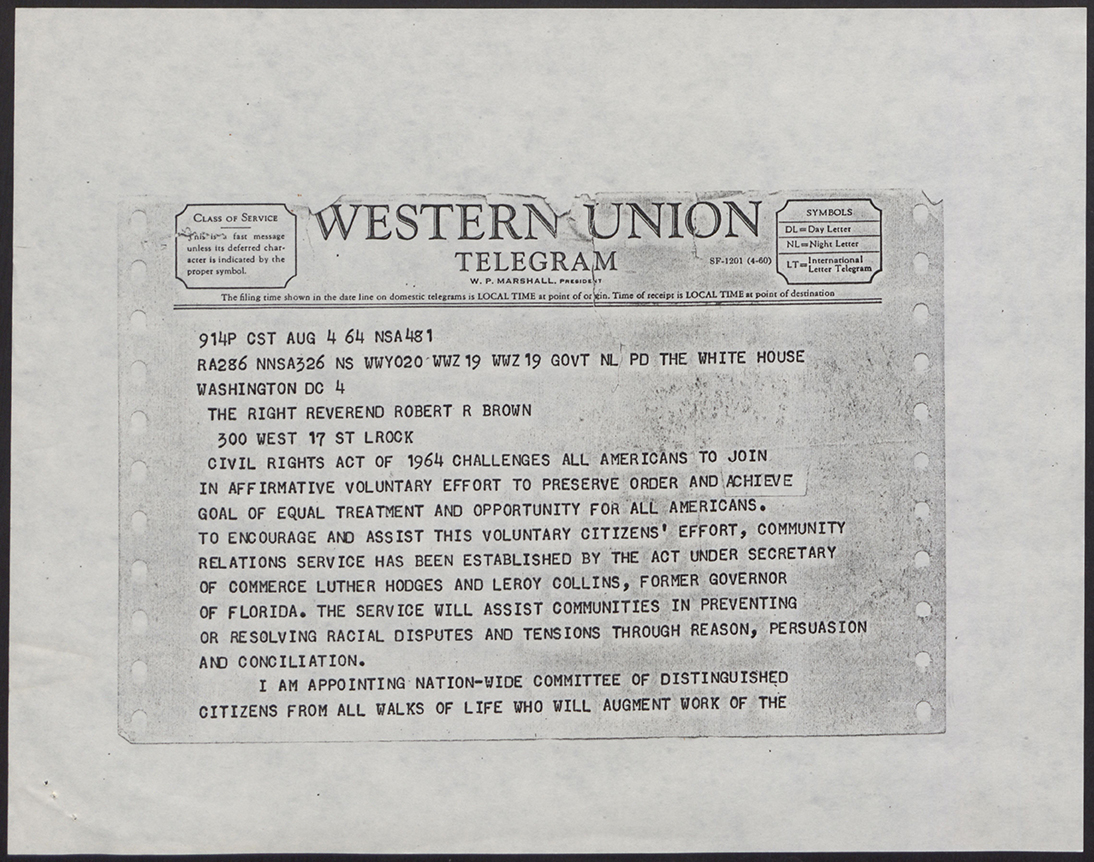 CLASS OF SERVICE
This is a fast message
unless its deferred char-
acter is indicated by the
proper symbol.
WESTERN UNION
TELEGRAM
W. P. MARSHALL, PRESIDENT
SF-1201 (4-60)
SYMBOLS
DL=Day Letter
NL=Night Letter
LT=International Letter Telegram
The filing time shown in the date line on domestic telegrams is LOCAL TIME at point of origin. Time of receipt is LOCAL TIME at point of destination
914P CST AUG 4 64 NSA481
RA286 NNSA326 NS WWY020 WWZ19 WWZ19 GOVT NL PD THE WHITE HOUSE
WASHINGTON DC 4
THE RIGHT REVEREND ROBERT R BROWN
300 WEST 17 ST LROCK
CIVIL RIGHTS ACT OF 1964 CHALLENGES ALL AMERICANS TO JOIN
IN AFFIRMATIVE VOLUNTARY EFFORT TO PRESERVE ORDER AND ACHIEVE
GOAL OF EQUAL TREATMENT AND OPPORTUNITY FOR ALL AMERICANS.
TO ENCOURAGE AND ASSIST THIS VOLUNTARY CITIZENS' EFFORT, COMMUNITY
RELATIONS SERVICE HAS BEEN ESTABLISHED BY THE ACT UNDER SECRETARY
OF COMMERCE LUTHER HODGES AND LEROY COLLINS, FORMER GOVERNOR
OF FLORIDA. THE SERVICE WILL ASSIST COMMUNITIES IN PREVENTING
OR RESOLVING RACIAL DISPUTES AND TENSIONS THROUGH REASON, PERSUASION
AND CONCILIATION.
I AM APPOINTING NATION-WIDE COMMITTEE OF DISTINGUISHED
CITIZENS FROM ALL WALKS OF LIFE WHO WILL AUGMENT WORK OF THE